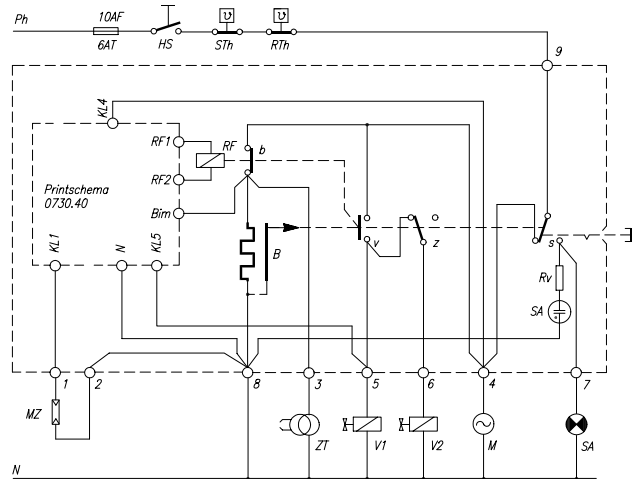 Ph
10AF
6AT
HS
STh
RTh
9
KL4
RF1
RF
b
RF2
Printschema
0730.40
Bim
KL1
N
KL5
B
v
z
s
Rv
SA
1
2
8
3
5
6
4
7
MZ
ZT
V1
V2
M
SA
N